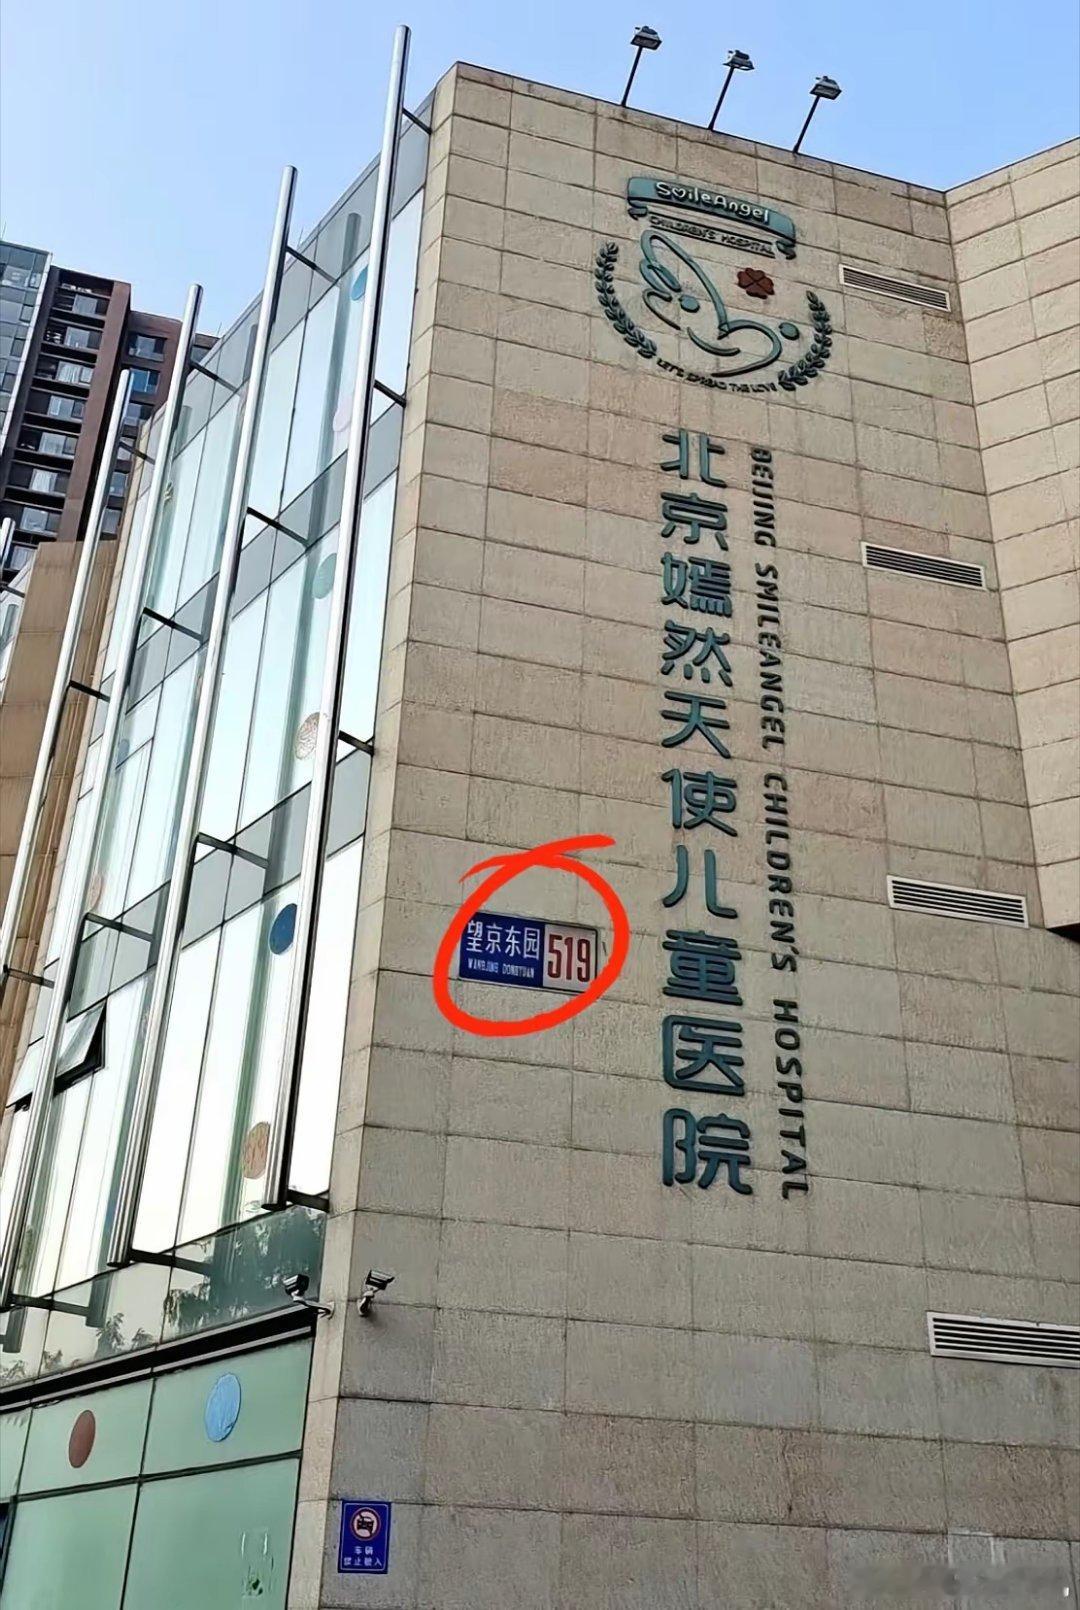 SmileAngel
CHILDREN'S HOSPITAL
LET'S SPREAD THE LOVE
北京嫣然天使儿童医院
BEIJING SMILEANGEL CHILDREN'S HOSPITAL
望京东园 519
WANGJING DONGYUAN
车辆
禁止驶入